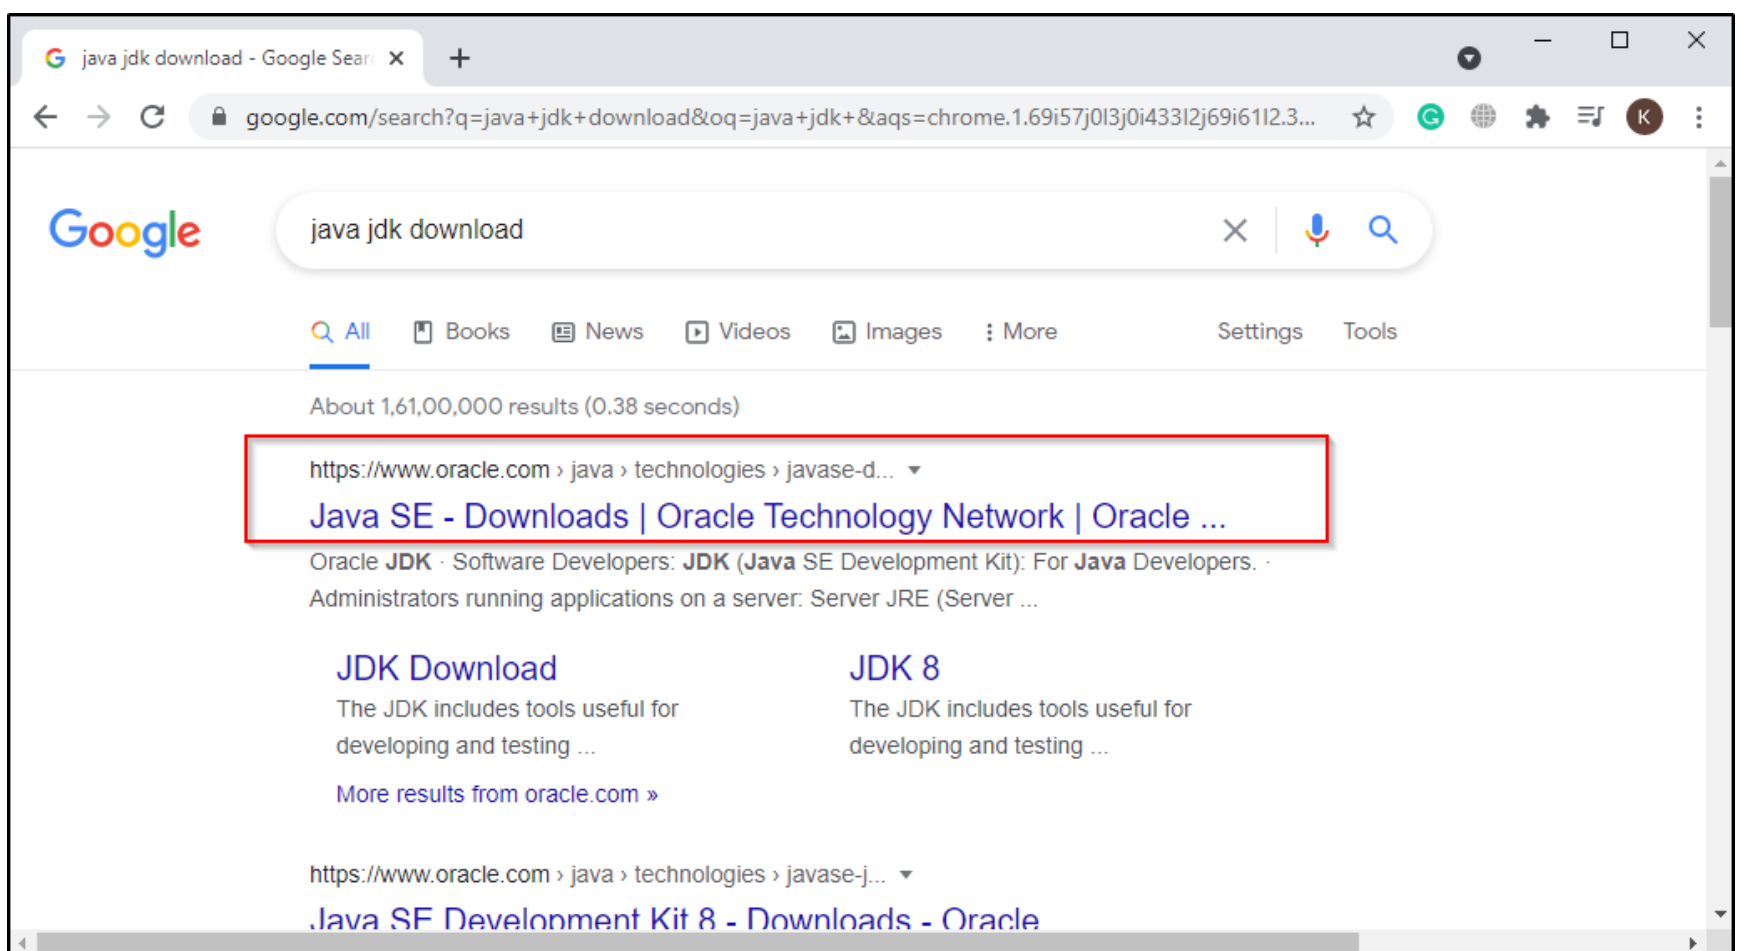 java jdk download - Google Sear
google.com/search?q=java+jdk+download&oq=java+jdk+&aqs=chrome.1.69i57j0l3j0i433l2j69i61l2.3...
K
Google
java jdk download
All Books News Videos Images More Settings Tools
About 1,61,00,000 results (0.38 seconds)
https://www.oracle.com › java › technologies › javase-d...
Java SE - Downloads | Oracle Technology Network | Oracle ...
Oracle JDK · Software Developers: JDK (Java SE Development Kit): For Java Developers. ·
Administrators running applications on a server: Server JRE (Server ...
JDK Download
The JDK includes tools useful for
developing and testing ...
JDK 8
The JDK includes tools useful for
developing and testing ...
More results from oracle.com »
https://www.oracle.com › java › technologies › javase-j...
Java SE Development Kit 8 - Downloads - Oracle